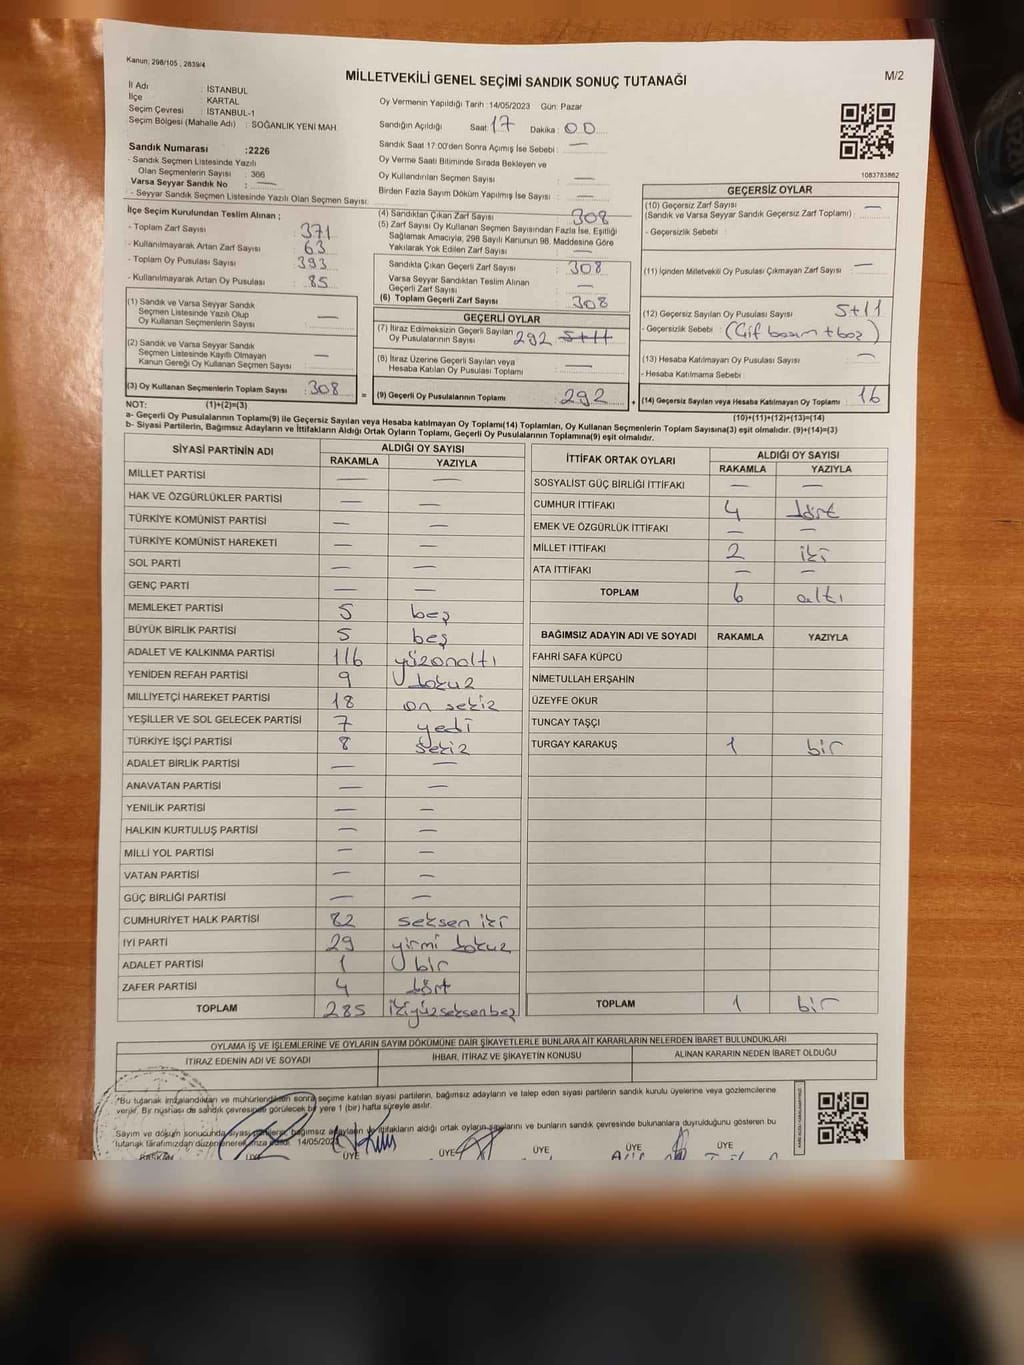 Kanun, 298/105 , 2839/4
MİLLETVEKİLİ GENEL SEÇİMİ SANDIK SONUÇ TUTANAĞI
M/2
İl Adı : İSTANBUL
İlçe : KARTAL
Seçim Çevresi : İSTANBUL-1
Seçim Bölgesi (Mahalle Adı) : SOĞANLIK YENİ MAH
Sandık Numarası :2226
- Sandık Seçmen Listesinde Yazılı
Olan Seçmenlerin Sayısı : 366
Varsa Seyyar Sandık No : —
- Seyyar Sandık Seçmen Listesinde Yazılı Olan Seçmen Sayısı:
Oy Vermenin Yapıldığı Tarih :14/05/2023 Gün: Pazar
Sandığın Açıldığı Saat: 17 Dakika : 00
Sandık Saat 17:00'den Sonra Açılmış İse Sebebi : —
Oy Verme Saati Bitiminde Sırada Bekleyen ve
Oy Kullandırılan Seçmen Sayısı : —
Birden Fazla Sayım Döküm Yapılmış İse Sayısı : —
1083783862
İlçe Seçim Kurulundan Teslim Alınan ;
- Toplam Zarf Sayısı : 371
- Kullanılmayarak Artan Zarf Sayısı : 63
- Toplam Oy Pusulası Sayısı : 393
- Kullanılmayarak Artan Oy Pusulası : 85
(1) Sandık ve Varsa Seyyar Sandık
Seçmen Listesinde Yazılı Olup
Oy Kullanan Seçmenlerin Sayısı : —
(2) Sandık ve Varsa Seyyar Sandık
Seçmen Listesinde Kayıtlı Olmayan
Kanun Gereği Oy Kullanan Seçmen Sayısı : —
(3) Oy Kullanan Seçmenlerin Toplam Sayısı : 308
(4) Sandıktan Çıkan Zarf Sayısı : 308
(5) Zarf Sayısı Oy Kullanan Seçmen Sayısından Fazla İse, Eşitliği
Sağlamak Amacıyla, 298 Sayılı Kanunun 98. Maddesine Göre
Yakılarak Yok Edilen Zarf Sayısı : —
Sandıkta Çıkan Geçerli Zarf Sayısı : 308
Varsa Seyyar Sandıktan Teslim Alınan
Geçerli Zarf Sayısı : —
(6) Toplam Geçerli Zarf Sayısı : 308
GEÇERLİ OYLAR
(7) İtiraz Edilmeksizin Geçerli Sayılan
Oy Pusulalarının Sayısı : 292 5+11
(8) İtiraz Üzerine Geçerli Sayılan veya
Hesaba Katılan Oy Pusulası Toplamı : —
= (9) Geçerli Oy Pusulalarının Toplamı : 292
GEÇERSİZ OYLAR
(10) Geçersiz Zarf Sayısı : —
(Sandık ve Varsa Seyyar Sandık Geçersiz Zarf Toplamı)
- Geçersizlik Sebebi :
(11) İçinden Milletvekili Oy Pusulası Çıkmayan Zarf Sayısı : —
(12) Geçersiz Sayılan Oy Pusulası Sayısı : 5+11
- Geçersizlik Sebebi : (Çif basım + boş)
(13) Hesaba Katılmayan Oy Pusulası Sayısı : —
- Hesaba Katılmama Sebebi :
+ (14) Geçersiz Sayılan veya Hesaba Katılmayan Oy Toplamı : 16
NOT: (1)+(2)=(3)
(10)+(11)+(12)+(13)=(14)
a- Geçerli Oy Pusulalarının Toplamı(9) ile Geçersiz Sayılan veya Hesaba Katılmayan Oy Toplamı(14) Toplamları, Oy Kullanan Seçmenlerin Toplam Sayısına(3) eşit olmalıdır. (9)+(14)=(3)
b- Siyasi Partilerin, Bağımsız Adayların ve İttifakların Aldığı Ortak Oyların Toplamı, Geçerli Oy Pusulalarının Toplamına(9) eşit olmalıdır.
SİYASİ PARTİNİN ADI ALDIĞI OY SAYISI
RAKAMLA YAZIYLA
MİLLET PARTİSİ — —
HAK VE ÖZGÜRLÜKLER PARTİSİ — —
TÜRKİYE KOMÜNİST PARTİSİ — —
TÜRKİYE KOMÜNİST HAREKETİ — —
SOL PARTİ — —
GENÇ PARTİ — —
MEMLEKET PARTİSİ 5 beş
BÜYÜK BİRLİK PARTİSİ 5 beş
ADALET VE KALKINMA PARTİSİ 116 yüzonaltı
YENİDEN REFAH PARTİSİ 9 dokuz
MİLLİYETÇİ HAREKET PARTİSİ 18 on sekiz
YEŞİLLER VE SOL GELECEK PARTİSİ 7 yedi
TÜRKİYE İŞÇİ PARTİSİ 8 sekiz
ADALET BİRLİK PARTİSİ — —
ANAVATAN PARTİSİ — —
YENİLİK PARTİSİ — —
HALKIN KURTULUŞ PARTİSİ — —
MİLLİ YOL PARTİSİ — —
VATAN PARTİSİ — —
GÜÇ BİRLİĞİ PARTİSİ — —
CUMHURİYET HALK PARTİSİ 82 seksen iki
İYİ PARTİ 29 yirmi dokuz
ADALET PARTİSİ 1 bir
ZAFER PARTİSİ 4 dört
TOPLAM 285 ikiyüzseksenbeş
İTTİFAK ORTAK OYLARI ALDIĞI OY SAYISI
RAKAMLA YAZIYLA
SOSYALİST GÜÇ BİRLİĞİ İTTİFAKI — —
CUMHUR İTTİFAKI 4 dört
EMEK VE ÖZGÜRLÜK İTTİFAKI — —
MİLLET İTTİFAKI 2 iki
ATA İTTİFAKI — —
TOPLAM 6 altı
BAĞIMSIZ ADAYIN ADI VE SOYADI RAKAMLA YAZIYLA
FAHRİ SAFA KÜPCÜ
NİMETULLAH ERŞAHİN
ÜZEYFE OKUR
TUNCAY TAŞÇI
TURGAY KARAKUŞ 1 bir
TOPLAM 1 bir
OYLAMA İŞ VE İŞLEMLERİNE VE OYLARIN SAYIM DÖKÜMÜNE DAİR ŞİKAYETLERLE BUNLARA AİT KARARLARIN NELERDEN İBARET BULUNDUKLARI
İTİRAZ EDENİN ADI VE SOYADI İHBAR, İTİRAZ VE ŞİKAYETİN KONUSU ALINAN KARARIN NEDEN İBARET OLDUĞU
*Bu tutanak imzalandıktan ve mühürlendikten sonra seçime katılan siyasi partilerin, bağımsız adayların ve talep eden siyasi partilerin sandık kurulu üyelerine veya gözlemcilerine
verilir. Bir nüshası da sandık çevresinde görülecek bir yere 1 (bir) hafta süreyle asılır.
Sayım ve döküm sonucunda siyasi partilerin, bağımsız adayların ve ittifakların aldığı ortak oyların sayılarını ve bunların sandık çevresinde bulunanlara duyrulduğunu gösteren bu
tutanak tarafımızdan düzenlenerek imza edildi. 14/05/2023
BAŞKAN ÜYE ÜYE ÜYE ÜYE ÜYE ÜYE